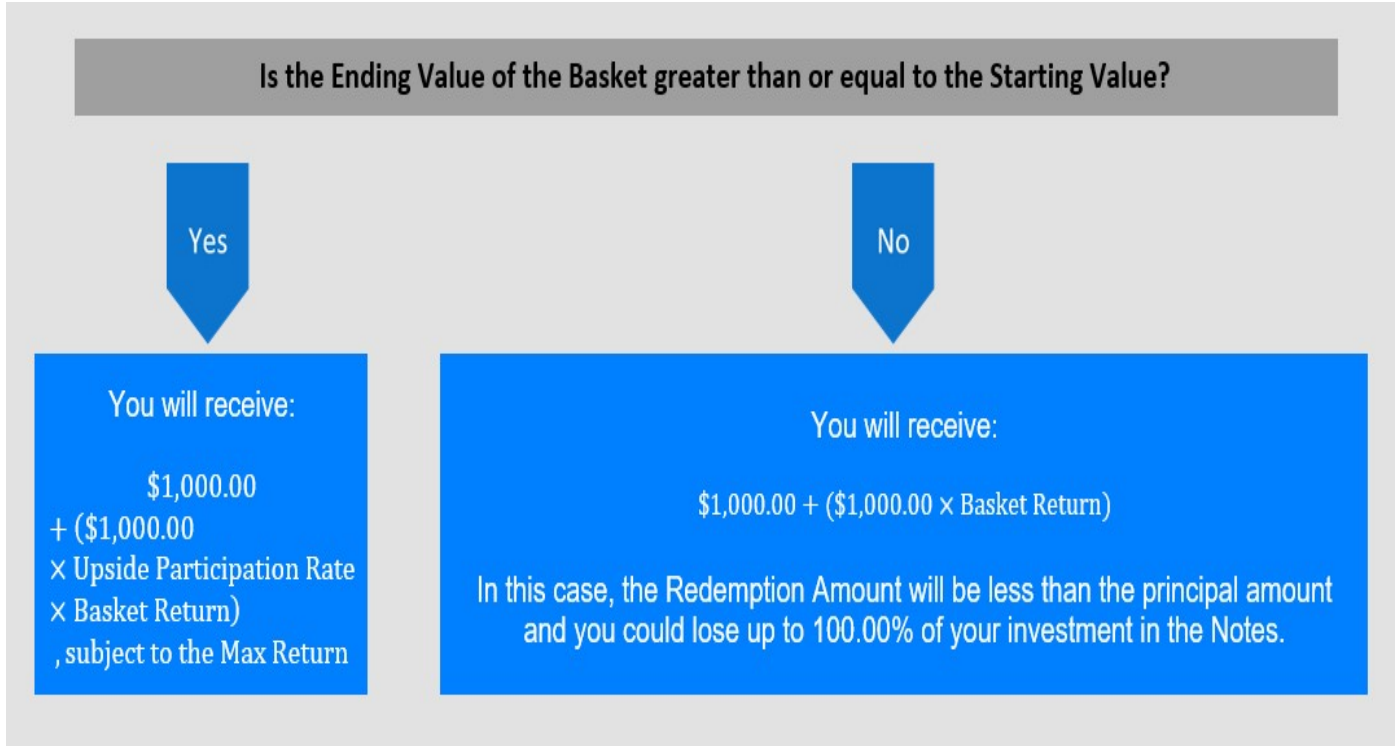 Is the Ending Value of the Basket greater than or equal to the Starting Value?
Yes
No
You will receive:
$1,000.00
+ ($1,000.00
× Upside Participation Rate
× Basket Return)
, subject to the Max Return
You will receive:
$1,000.00 + ($1,000.00 × Basket Return)
In this case, the Redemption Amount will be less than the principal amount
and you could lose up to 100.00% of your investment in the Notes.